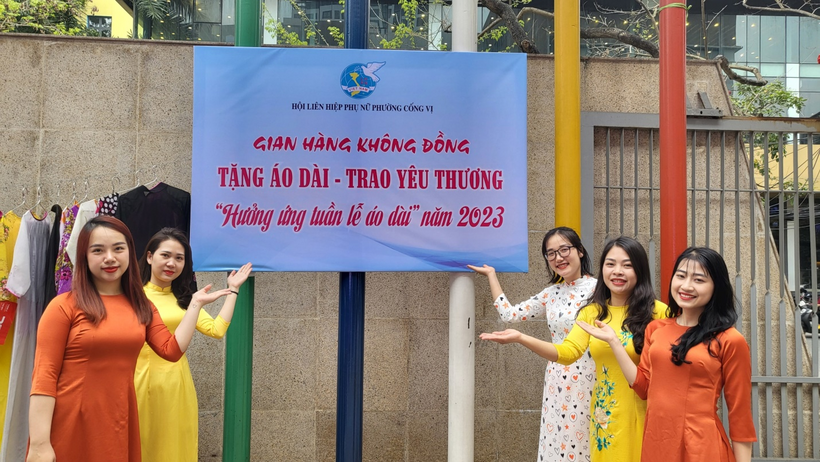 HỘI LIÊN HIỆP PHỤ NỮ PHƯỜNG CỐNG VỊ
GIAN HÀNG KHÔNG ĐỒNG
TẶNG ÁO DÀI - TRAO YÊU THƯƠNG
"Hưởng ứng tuần lễ áo dài" năm 2023